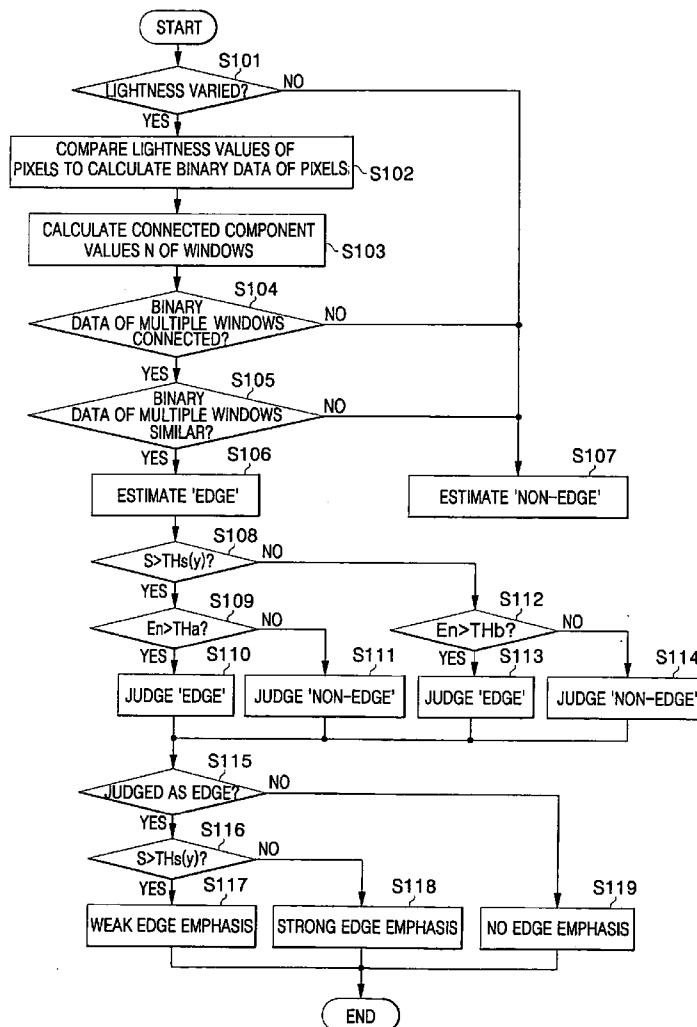 START
S101
LIGHTNESS VARIED?
NO
YES
COMPARE LIGHTNESS VALUES OF
PIXELS TO CALCULATE BINARY DATA OF PIXELS
S102
CALCULATE CONNECTED COMPONENT
VALUES N OF WINDOWS
S103
S104
BINARY
DATA OF MULTIPLE WINDOWS
CONNECTED?
NO
YES
S105
BINARY
DATA OF MULTIPLE WINDOWS
SIMILAR?
NO
YES
S106
ESTIMATE 'EDGE'
S107
ESTIMATE 'NON-EDGE'
S108
S>THs(y)?
NO
YES
S109
En>THa?
NO
YES
S112
En>THb?
NO
YES
S110
JUDGE 'EDGE'
S111
JUDGE 'NON-EDGE'
S113
JUDGE 'EDGE'
S114
JUDGE 'NON-EDGE'
S115
JUDGED AS EDGE?
NO
YES
S116
S>THs(y)?
NO
YES
S117
WEAK EDGE EMPHASIS
S118
STRONG EDGE EMPHASIS
S119
NO EDGE EMPHASIS
END